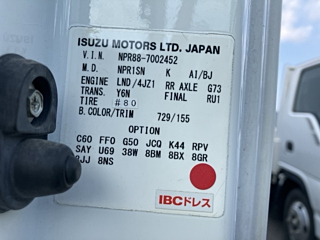 ISUZU MOTORS LTD. JAPAN
V.I.N. NPR88-7002452
M.D. NPR1SN K A1/BJ
ENGINE LND/4JZ1 RR AXLE G73
TRANS. Y6N FINAL RU1
TIRE #80
B.COLOR/TRIM 729/155
OPTION
C60 FF0 G50 JCQ K44 RPV
SAY U69 38W 8BM 8BX 8GR
8JJ 8NS
IBCドレス